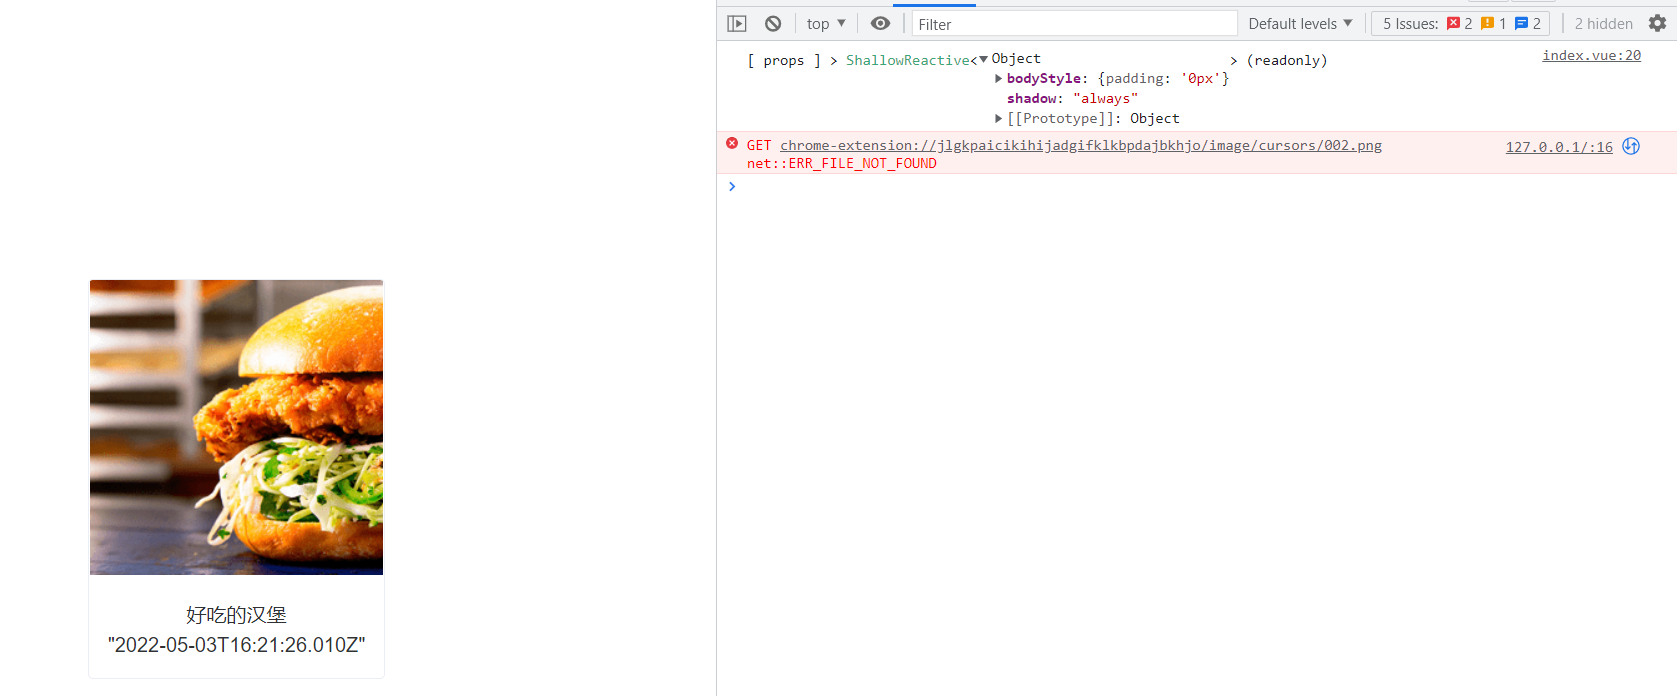 top ▼ Filter Default levels ▼ 5 Issues: 2 1 2 2 hidden
[ props ] > ShallowReactive<▼Object > (readonly) index.vue:20
▶bodyStyle: {padding: '0px'}
shadow: "always"
▶[[Prototype]]: Object
GET chrome-extension://jlgkpaicikihijadgifklkbpdajbkhjo/image/cursors/002.png 127.0.0.1/:16
net::ERR_FILE_NOT_FOUND
>
好吃的汉堡
"2022-05-03T16:21:26.010Z"